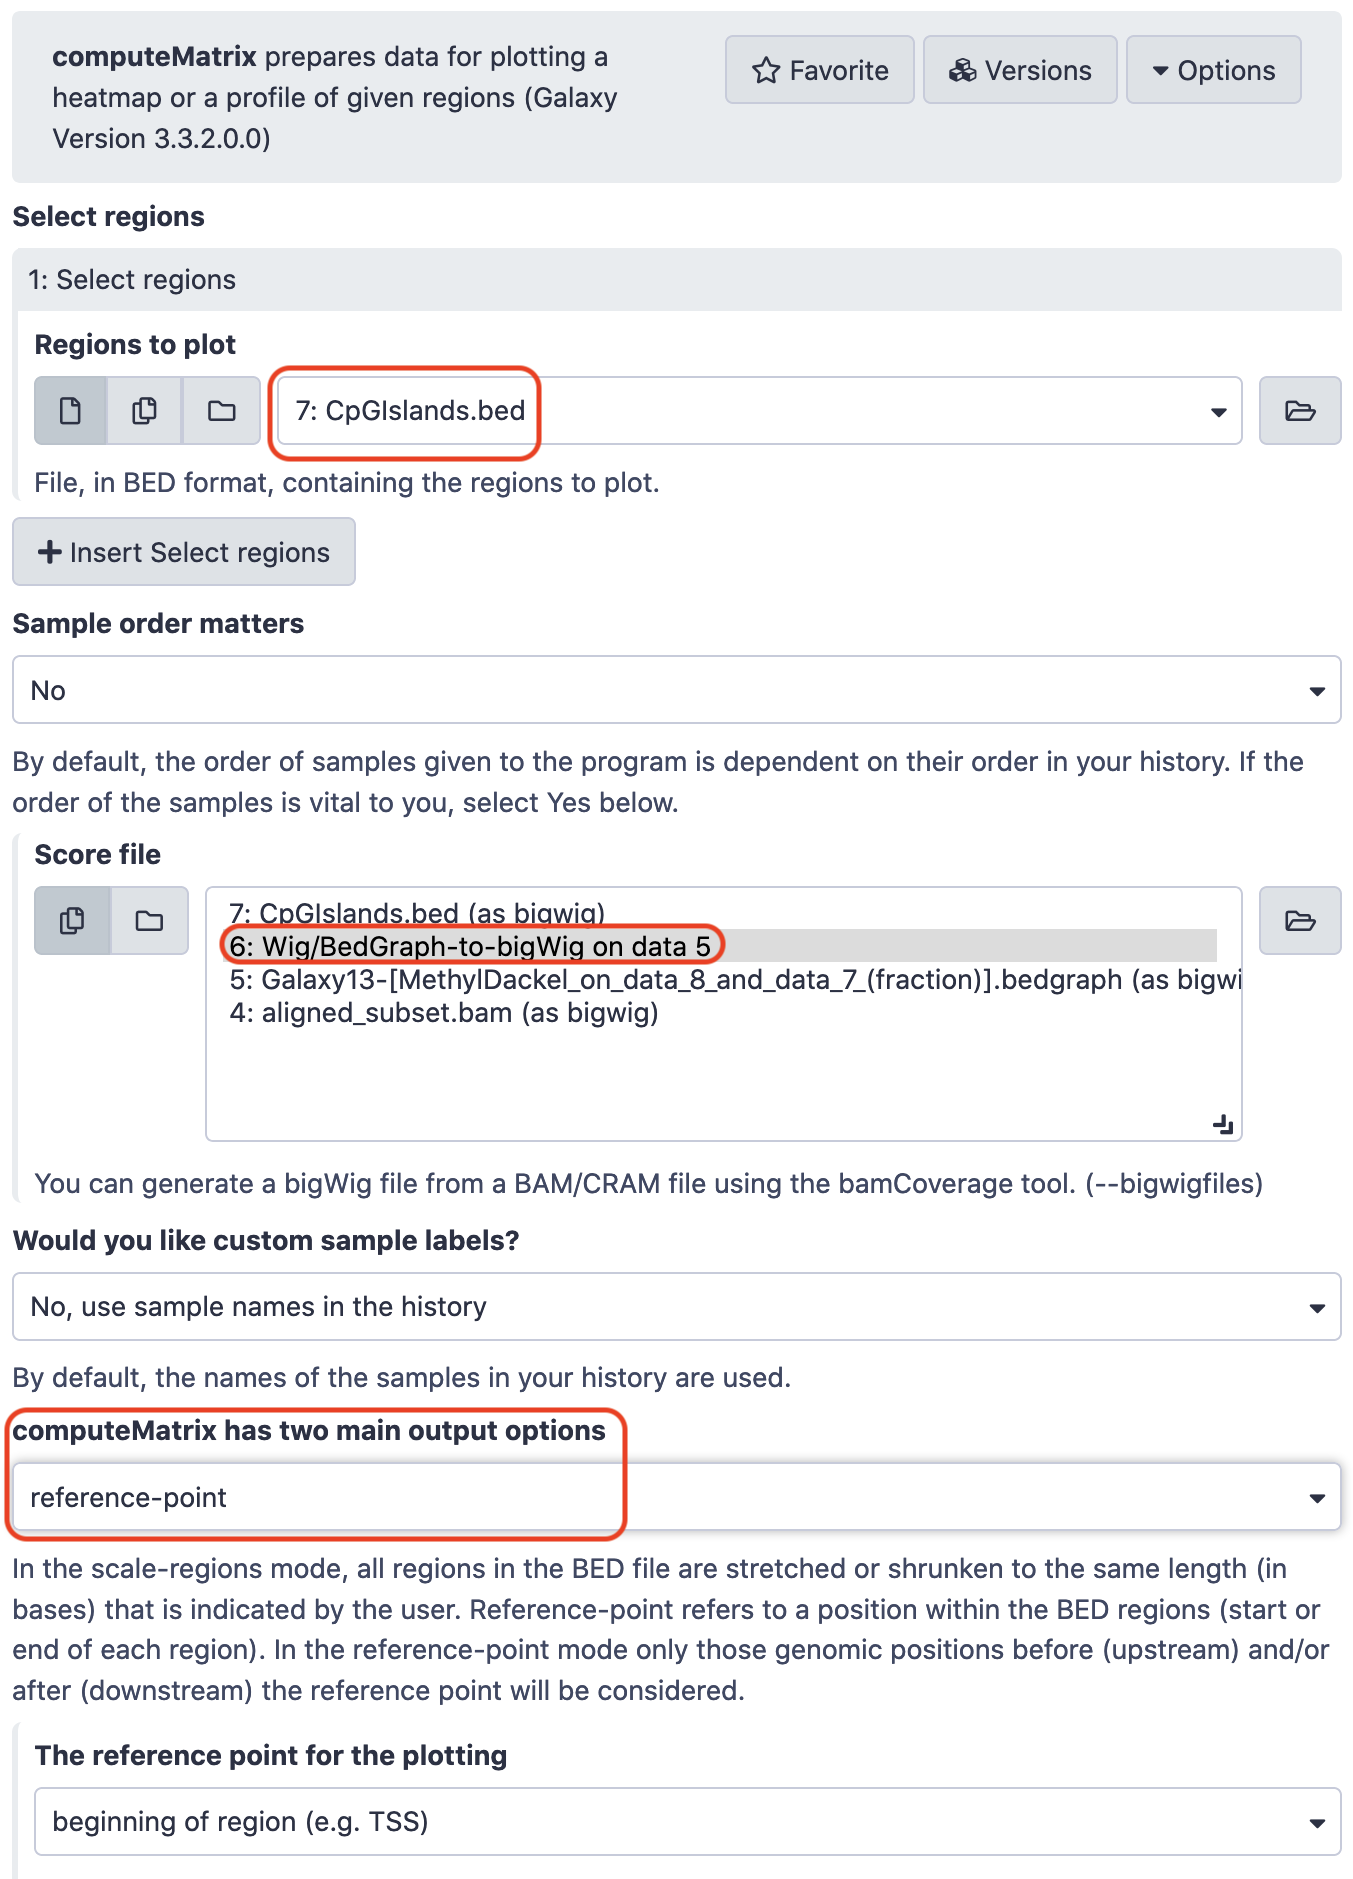 computeMatrix prepares data for plotting a
heatmap or a profile of given regions (Galaxy
Version 3.3.2.0.0)
Favorite
Versions
Options
Select regions
1: Select regions
Regions to plot
7: CpGIslands.bed
File, in BED format, containing the regions to plot.
Insert Select regions
Sample order matters
No
By default, the order of samples given to the program is dependent on their order in your history. If the
order of the samples is vital to you, select Yes below.
Score file
7: CpGIslands.bed (as bigwig)
6: Wig/BedGraph-to-bigWig on data 5
5: Galaxy13-[MethylDackel_on_data_8_and_data_7_(fraction)].bedgraph (as bigwi
4: aligned_subset.bam (as bigwig)
You can generate a bigWig file from a BAM/CRAM file using the bamCoverage tool. (--bigwigfiles)
Would you like custom sample labels?
No, use sample names in the history
By default, the names of the samples in your history are used.
computeMatrix has two main output options
reference-point
In the scale-regions mode, all regions in the BED file are stretched or shrunken to the same length (in
bases) that is indicated by the user. Reference-point refers to a position within the BED regions (start or
end of each region). In the reference-point mode only those genomic positions before (upstream) and/or
after (downstream) the reference point will be considered.
The reference point for the plotting
beginning of region (e.g. TSS)